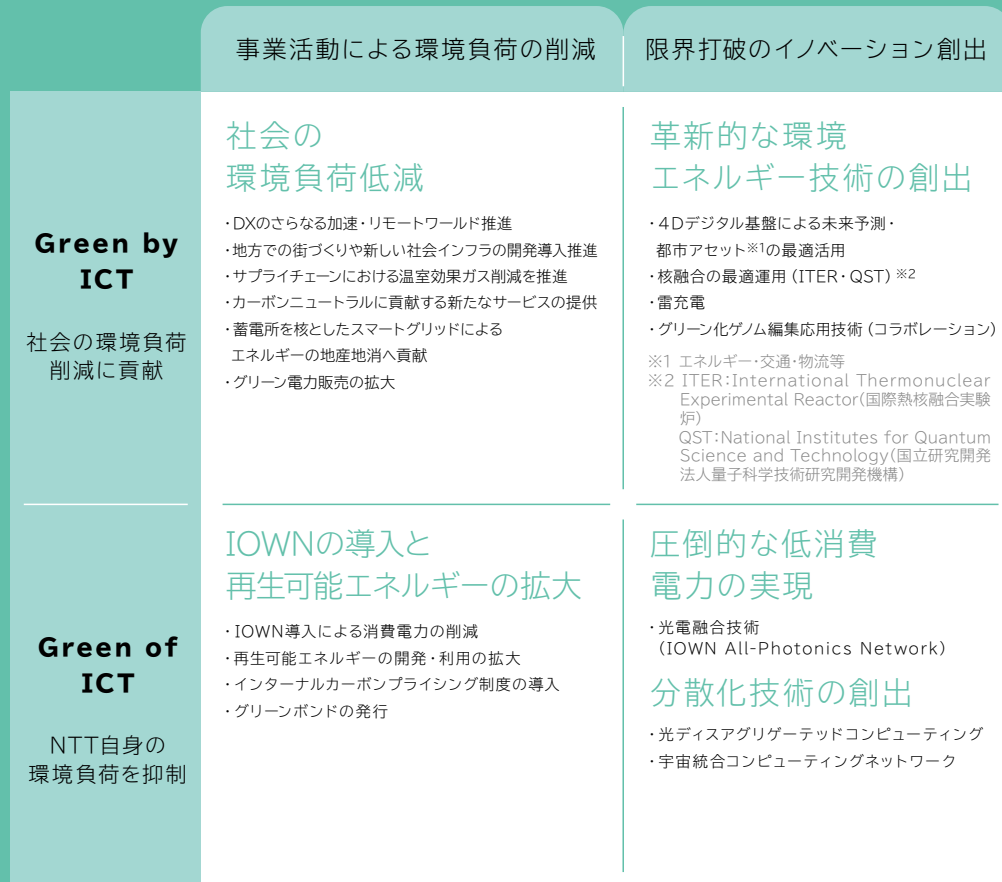 事業活動による環境負荷の削減
限界打破のイノベーション創出
Green by
ICT
社会の環境負荷
削減に貢献
社会の
環境負荷低減
・DXのさらなる加速・リモートワールド推進
・地方での街づくりや新しい社会インフラの開発導入推進
・サプライチェーンにおける温室効果ガス削減を推進
・カーボンニュートラルに貢献する新たなサービスの提供
・蓄電所を核としたスマートグリッドによる
エネルギーの地産地消へ貢献
・グリーン電力販売の拡大
革新的な環境
エネルギー技術の創出
・4Dデジタル基盤による未来予測・
都市アセット※1の最適活用
・核融合の最適運用(ITER・QST)※2
・雷充電
・グリーン化ゲノム編集応用技術(コラボレーション)
※1 エネルギー・交通・物流等
※2 ITER:International Thermonuclear
Experimental Reactor(国際熱核融合実験
炉)
QST:National Institutes for Quantum
Science and Technology(国立研究開発
法人量子科学技術研究開発機構)
Green of
ICT
NTT自身の
環境負荷を抑制
IOWNの導入と
再生可能エネルギーの拡大
・IOWN導入による消費電力の削減
・再生可能エネルギーの開発・利用の拡大
・インターナルカーボンプライシング制度の導入
・グリーンボンドの発行
圧倒的な低消費
電力の実現
・光電融合技術
(IOWN All-Photonics Network)
分散化技術の創出
・光ディスアグリゲーテッドコンピューティング
・宇宙統合コンピューティングネットワーク